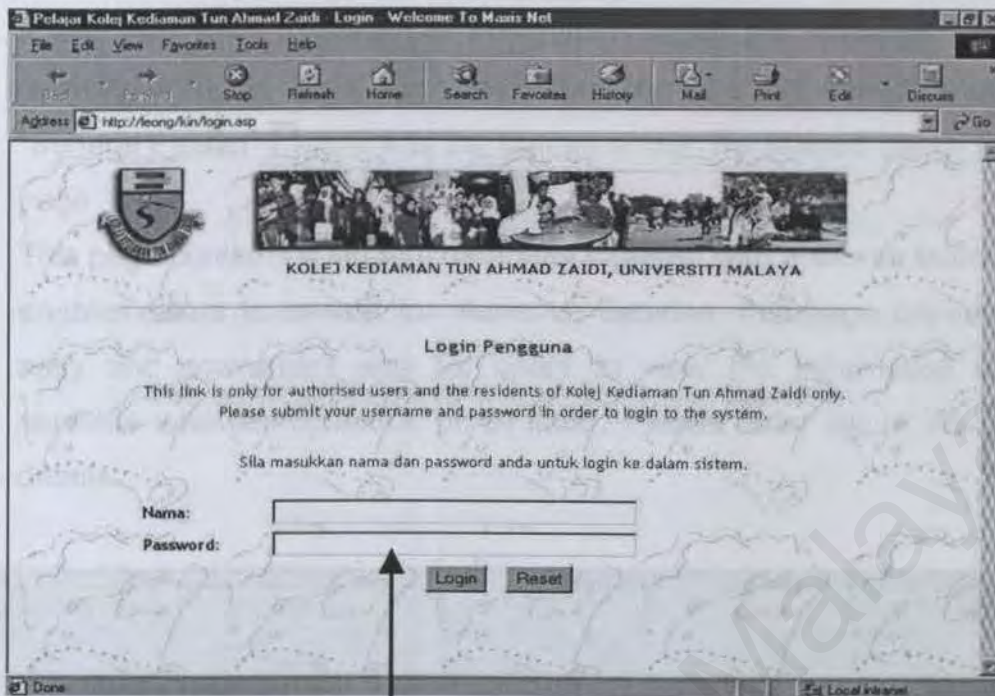 Pelajar Kolej Kediaman Tun Ahmad Zaidi - Login - Welcome To Maxis Net
File Edit View Favorites Tools Help
Stop Refresh Home Search Favorites History Mail Print Edit Discuss
Address http://leong/kin/login.asp Go
KOLEJ KEDIAMAN TUN AHMAD ZAIDI, UNIVERSITI MALAYA
Login Pengguna
This link is only for authorised users and the residents of Kolej Kediaman Tun Ahmad Zaidi only.
Please submit your username and password in order to login to the system.
Sila masukkan nama dan password anda untuk login ke dalam sistem.
Nama:
Password:
Login Reset
Done Local intranet
Malay